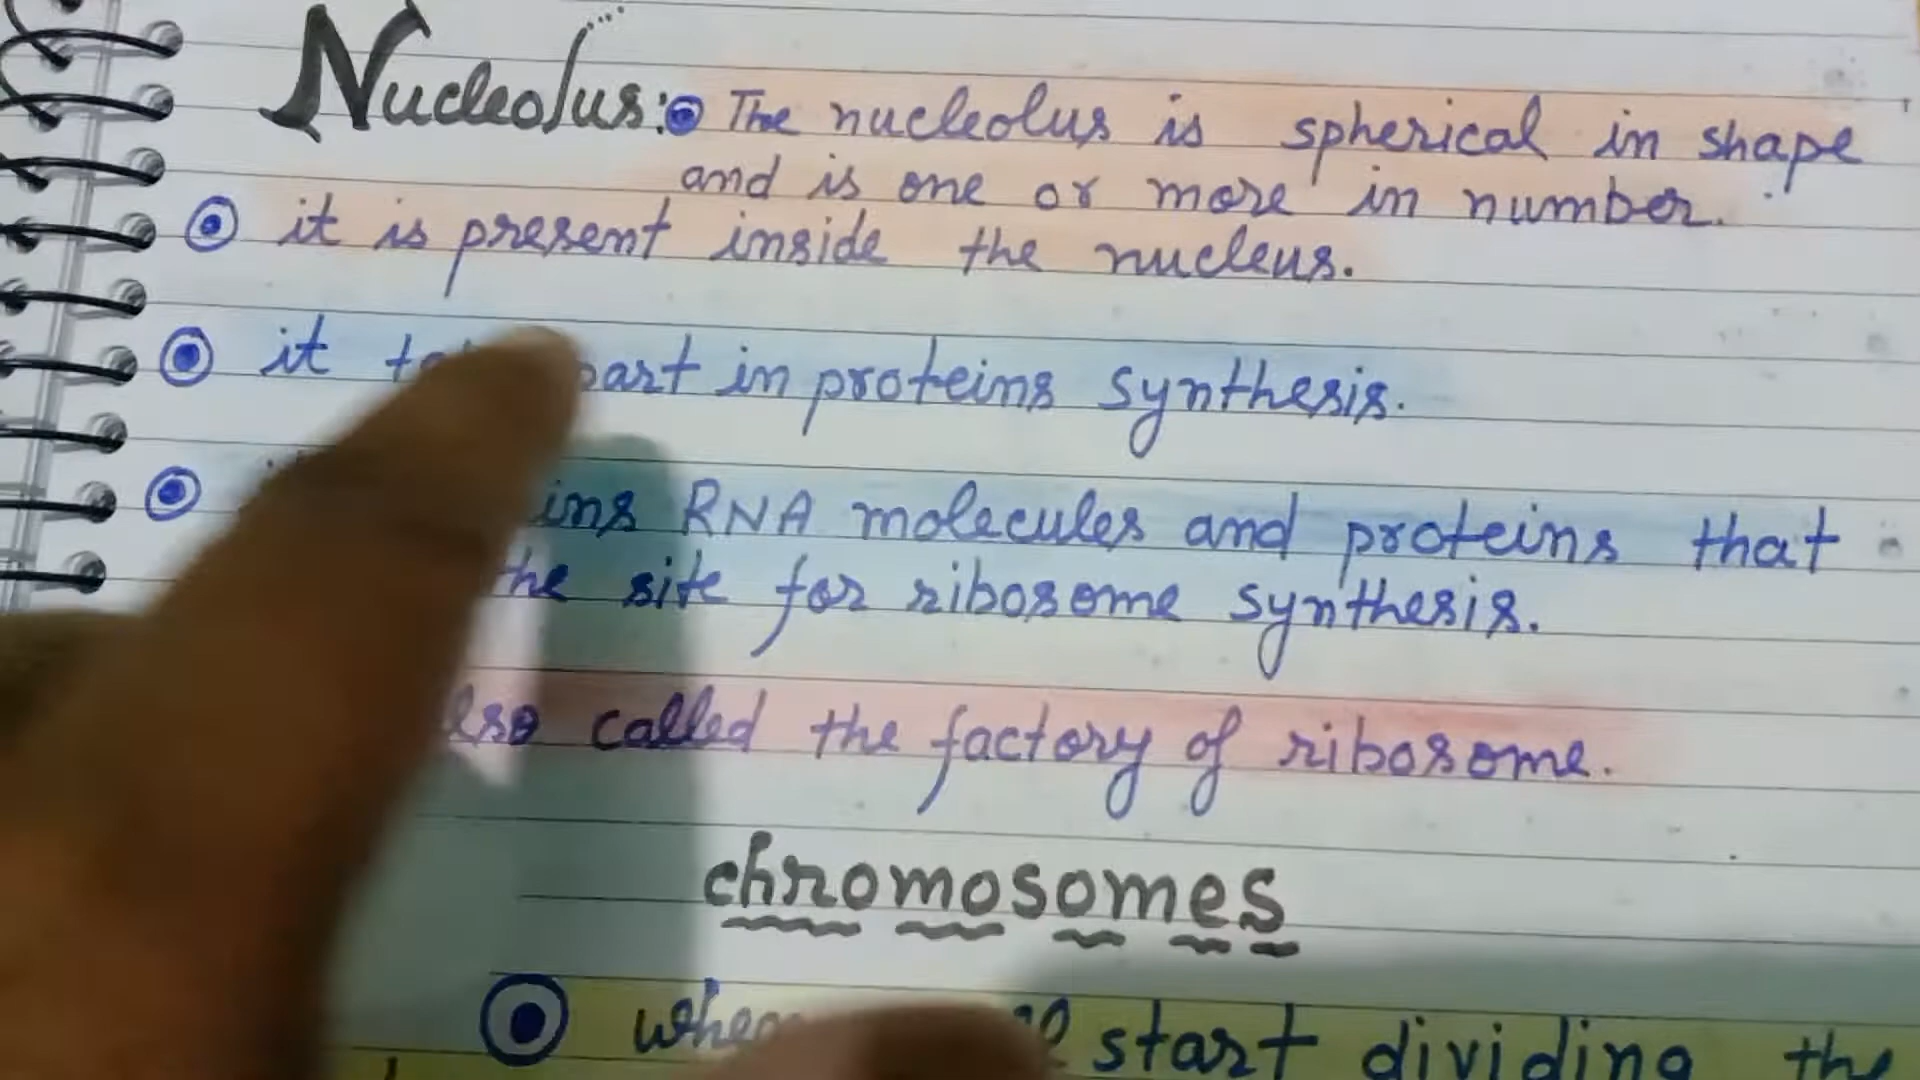 Nucleolus: The nucleolus is spherical in shape
and is one or more in number.
it is present inside the nucleus.
it part in proteins synthesis.
RNA molecules and proteins that
the site for ribosome synthesis.
called the factory of ribosome.
chromosomes
start dividing the